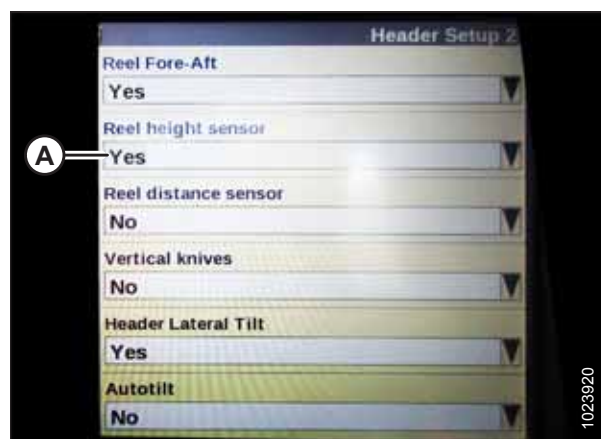 Header Setup 2
Reel Fore-Aft
Yes
Reel height sensor
A
Yes
Reel distance sensor
No
Vertical knives
No
Header Lateral Tilt
Yes
Autotilt
No
1023920